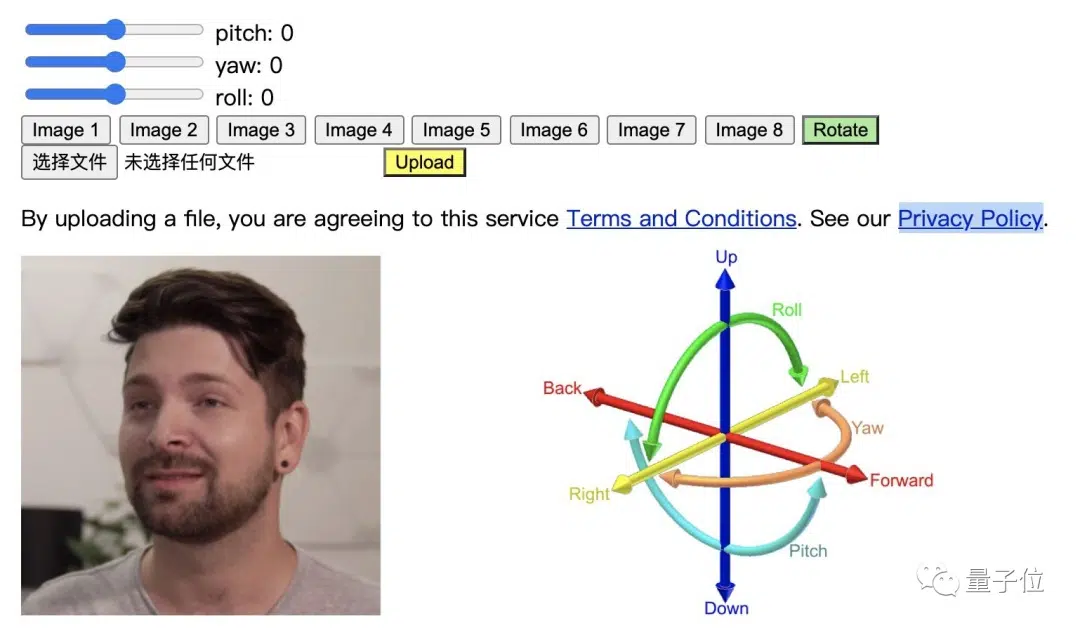 pitch: 0
yaw: 0
roll: 0
Image 1 Image 2 Image 3 Image 4 Image 5 Image 6 Image 7 Image 8 Rotate
选择文件 未选择任何文件 Upload
By uploading a file, you are agreeing to this service Terms and Conditions. See our Privacy Policy.
Up
Roll
Left
Back
Yaw
Forward
Right
Pitch
量子位
Down